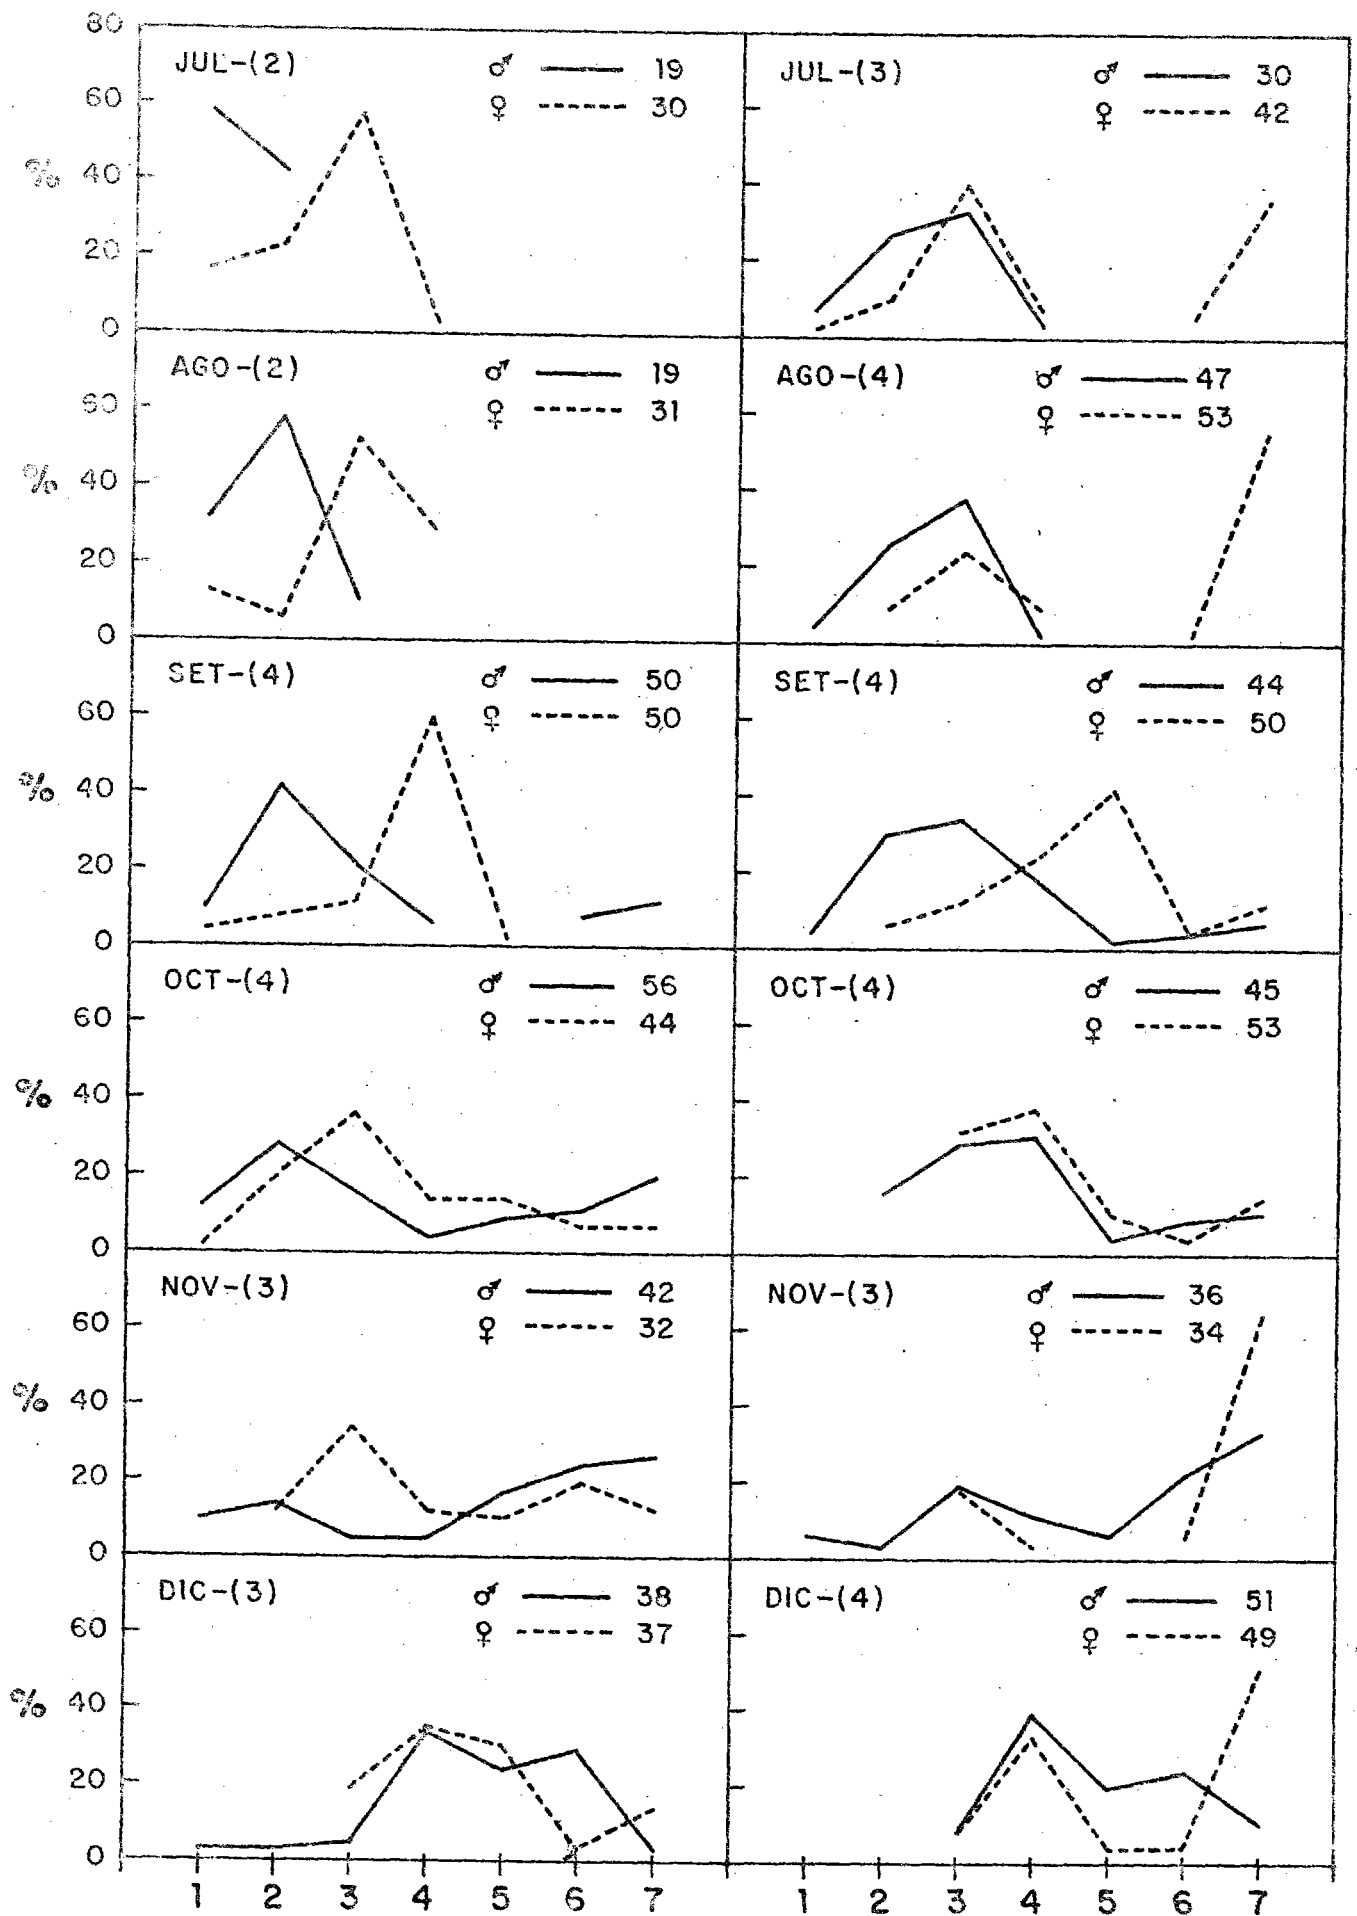 80
JUL-(2) ♂ 19
60 ♀ 30
% 40
20
0
JUL-(3) ♂ 30
♀ 42
AGO-(2) ♂ 19
60 ♀ 31
% 40
20
0
AGO-(4) ♂ 47
♀ 53
SET-(4) ♂ 50
60 ♀ 50
% 40
20
0
SET-(4) ♂ 44
♀ 50
OCT-(4) ♂ 56
60 ♀ 44
% 40
20
0
OCT-(4) ♂ 45
♀ 53
NOV-(3) ♂ 42
60 ♀ 32
% 40
20
0
NOV-(3) ♂ 36
♀ 34
DIC-(3) ♂ 38
60 ♀ 37
% 40
20
0
DIC-(4) ♂ 51
♀ 49
1 2 3 4 5 6 7
1 2 3 4 5 6 7